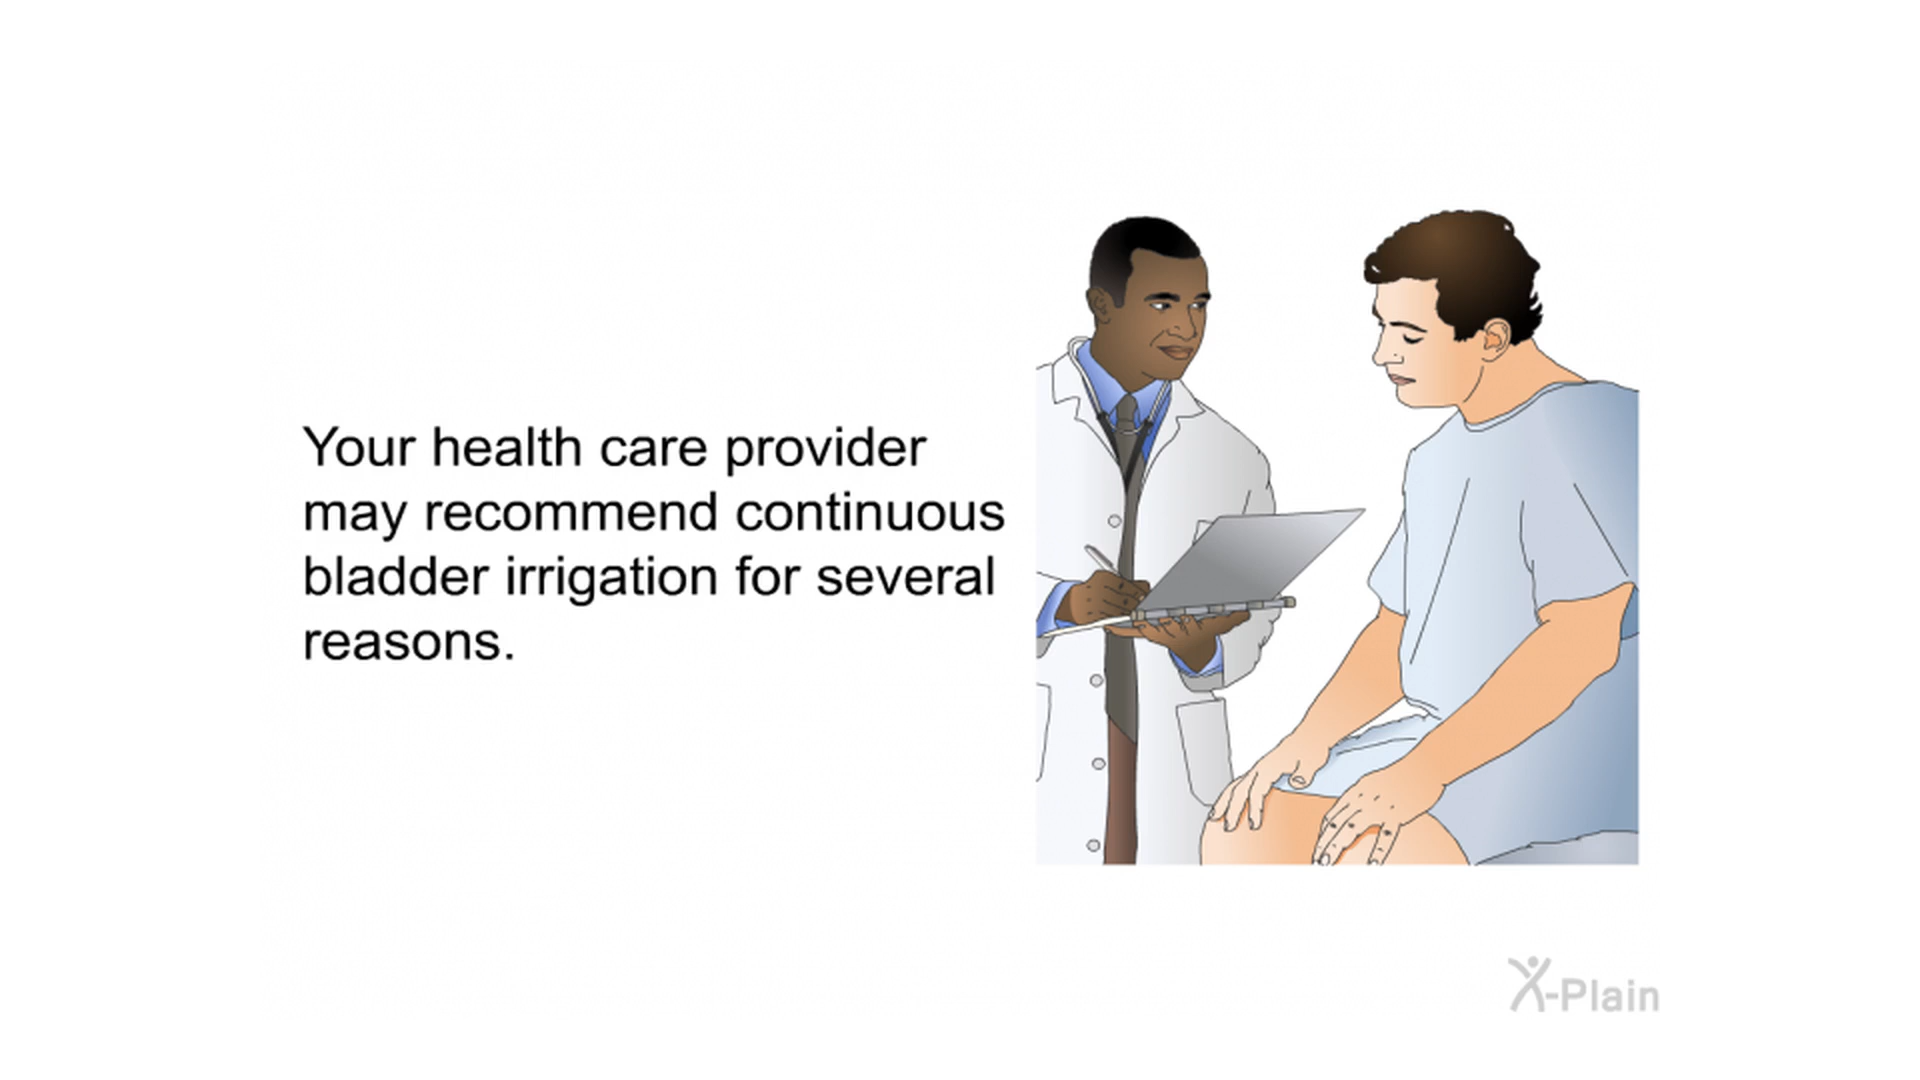 Your health care provider
may recommend continuous
bladder irrigation for several
reasons.
X-Plain